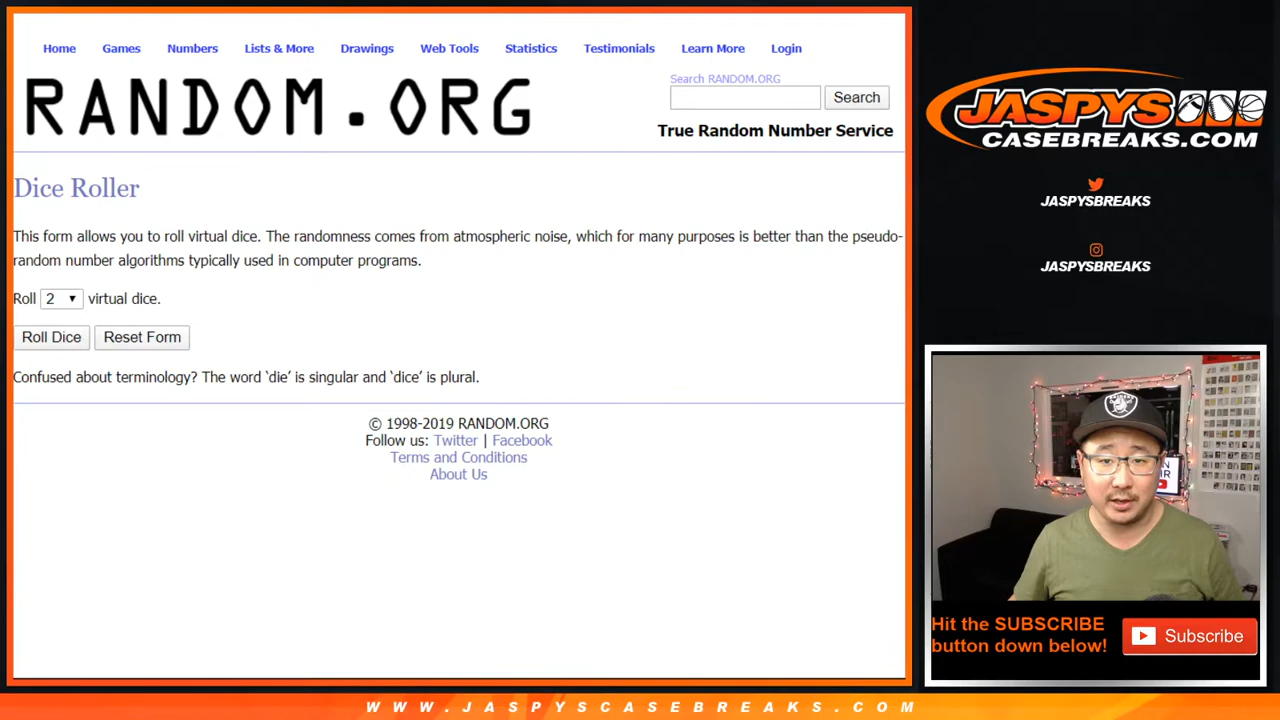 Home Games Numbers Lists & More Drawings Web Tools Statistics Testimonials Learn More Login
RANDOM.ORG
Search RANDOM.ORG
Search
True Random Number Service
Dice Roller
This form allows you to roll virtual dice. The randomness comes from atmospheric noise, which for many purposes is better than the pseudo-
random number algorithms typically used in computer programs.
Roll 2 virtual dice.
Roll Dice Reset Form
Confused about terminology? The word ‘die’ is singular and ‘dice’ is plural.
© 1998-2019 RANDOM.ORG
Follow us: Twitter | Facebook
Terms and Conditions
About Us
JASPYS
CASEBREAKS.COM
JASPYSBREAKS
JASPYSBREAKS
Hit the SUBSCRIBE
button down below!
Subscribe
WWW.JASPYSCASEBREAKS.COM